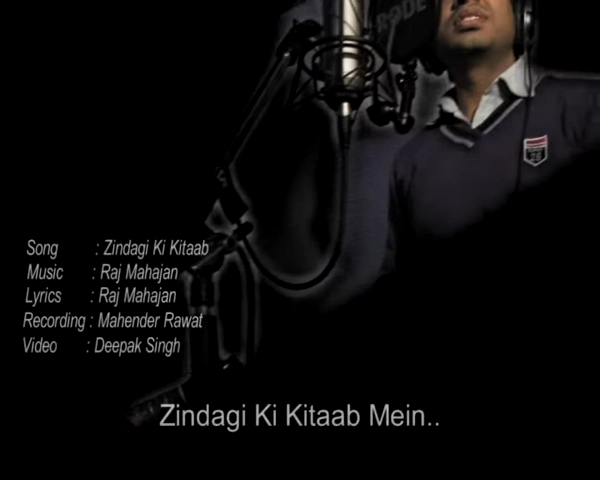 RØDE
Song : Zindagi Ki Kitaab
Music : Raj Mahajan
Lyrics : Raj Mahajan
Recording : Mahender Rawat
Video : Deepak Singh
Zindagi Ki Kitaab Mein..